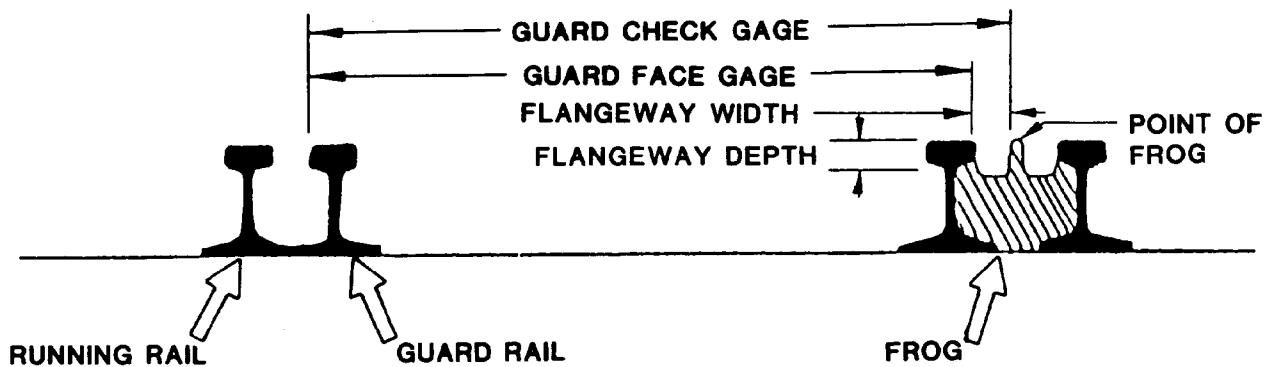 GUARD CHECK GAGE
GUARD FACE GAGE
FLANGEWAY WIDTH
FLANGEWAY DEPTH
POINT OF
FROG
RUNNING RAIL
GUARD RAIL
FROG